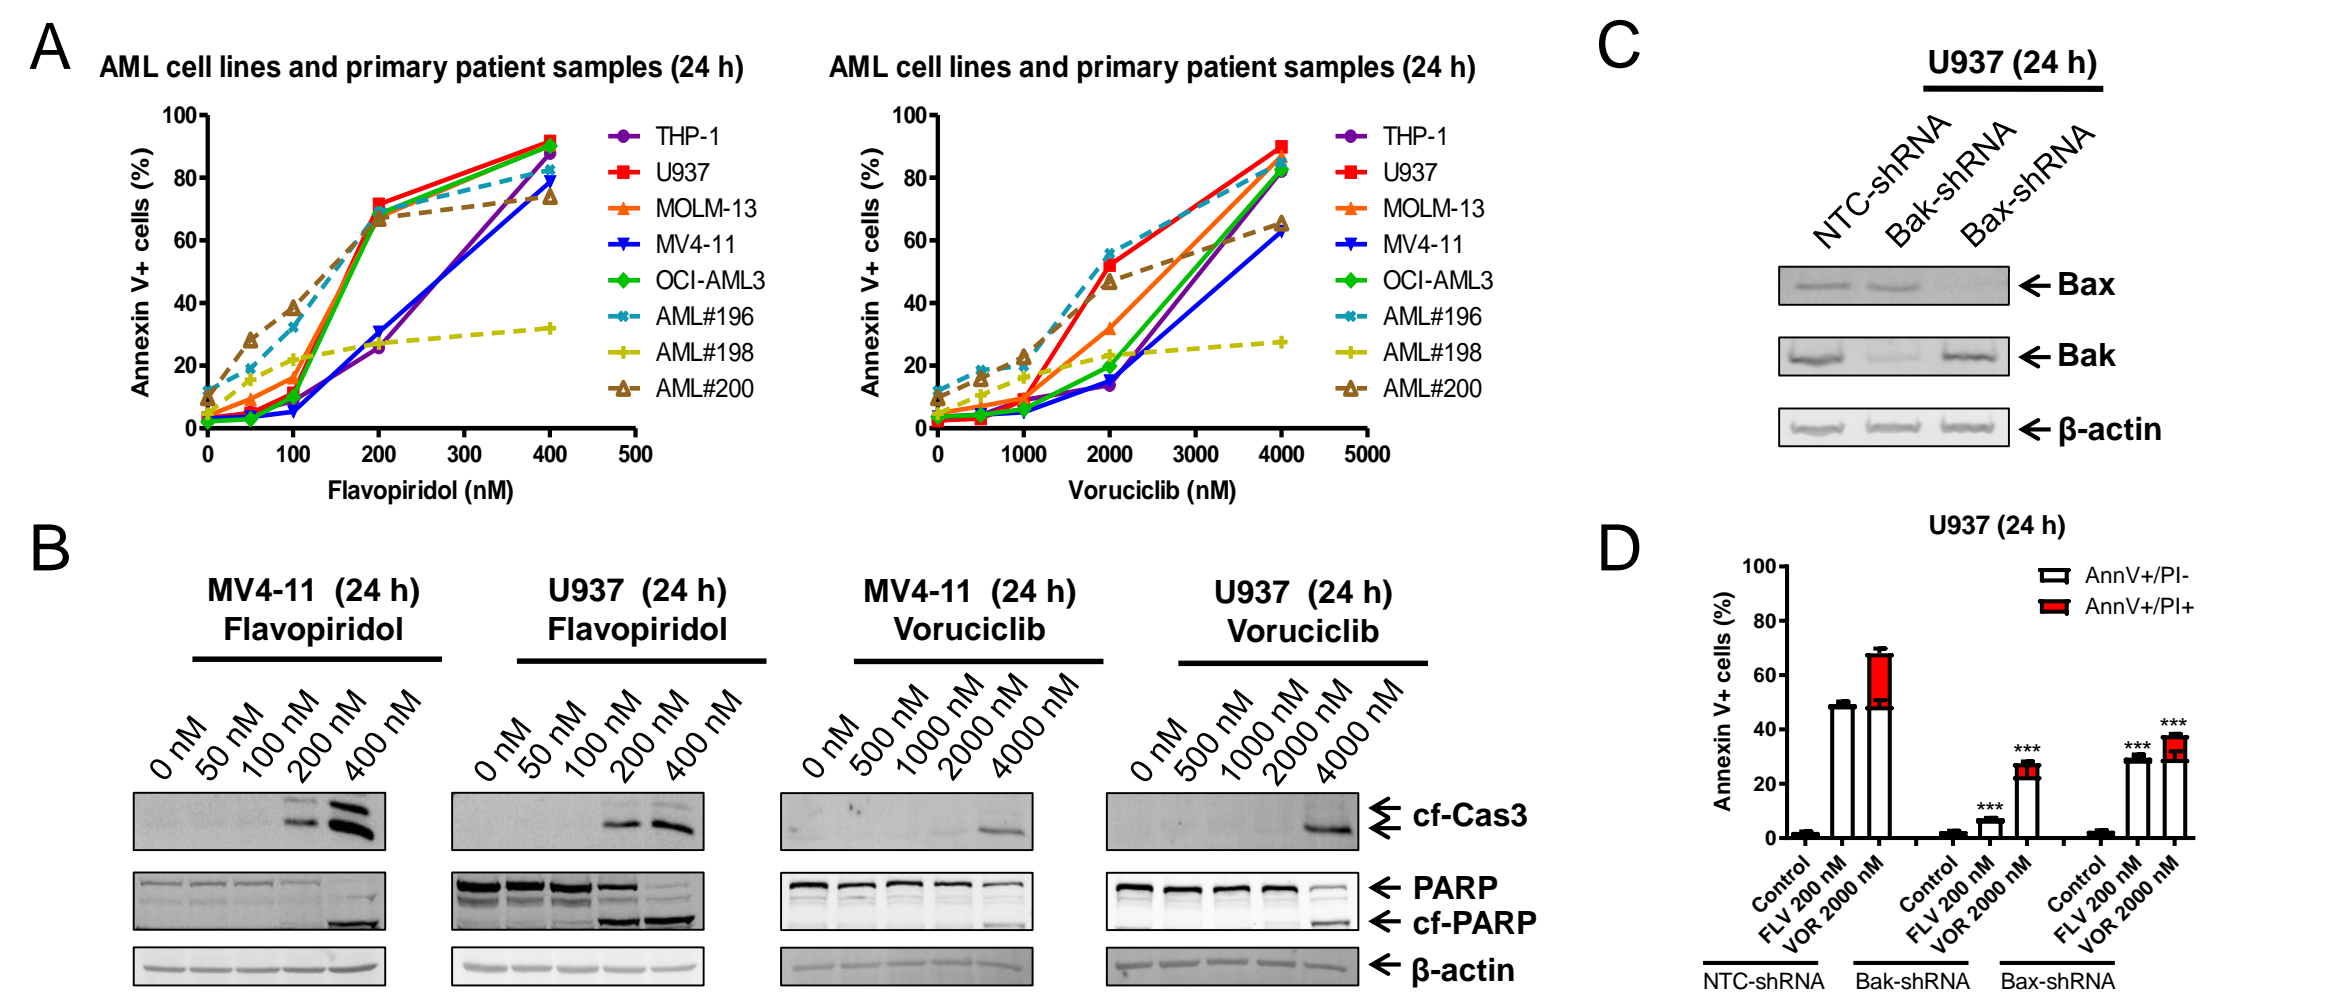 A
AML cell lines and primary patient samples (24 h)
Annexin V+ cells (%)
100
80
60
40
20
0
0 100 200 300 400 500
Flavopiridol (nM)
THP-1
U937
MOLM-13
MV4-11
OCI-AML3
AML#196
AML#198
AML#200
AML cell lines and primary patient samples (24 h)
Annexin V+ cells (%)
100
80
60
40
20
0
0 1000 2000 3000 4000 5000
Voruciclib (nM)
THP-1
U937
MOLM-13
MV4-11
OCI-AML3
AML#196
AML#198
AML#200
B
MV4-11 (24 h)
Flavopiridol
0 nM
50 nM
100 nM
200 nM
400 nM
U937 (24 h)
Flavopiridol
0 nM
50 nM
100 nM
200 nM
400 nM
MV4-11 (24 h)
Voruciclib
0 nM
500 nM
1000 nM
2000 nM
4000 nM
U937 (24 h)
Voruciclib
0 nM
500 nM
1000 nM
2000 nM
4000 nM
cf-Cas3
PARP
cf-PARP
β-actin
C
U937 (24 h)
NTC-shRNA
Bak-shRNA
Bax-shRNA
Bax
Bak
β-actin
D
U937 (24 h)
Annexin V+ cells (%)
100
80
60
40
20
0
AnnV+/PI-
AnnV+/PI+
***
***
***
***
Control
FLV 200 nM
VOR 2000 nM
Control
FLV 200 nM
VOR 2000 nM
Control
FLV 200 nM
VOR 2000 nM
NTC-shRNA
Bak-shRNA
Bax-shRNA